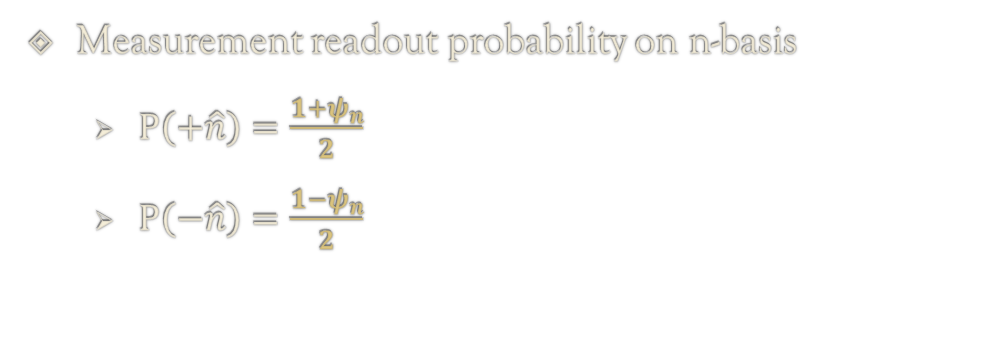 ❖ Measurement readout probability on n-basis
➢ P(+n̂) = (1+ψₙ)/2
➢ P(−n̂) = (1−ψₙ)/2